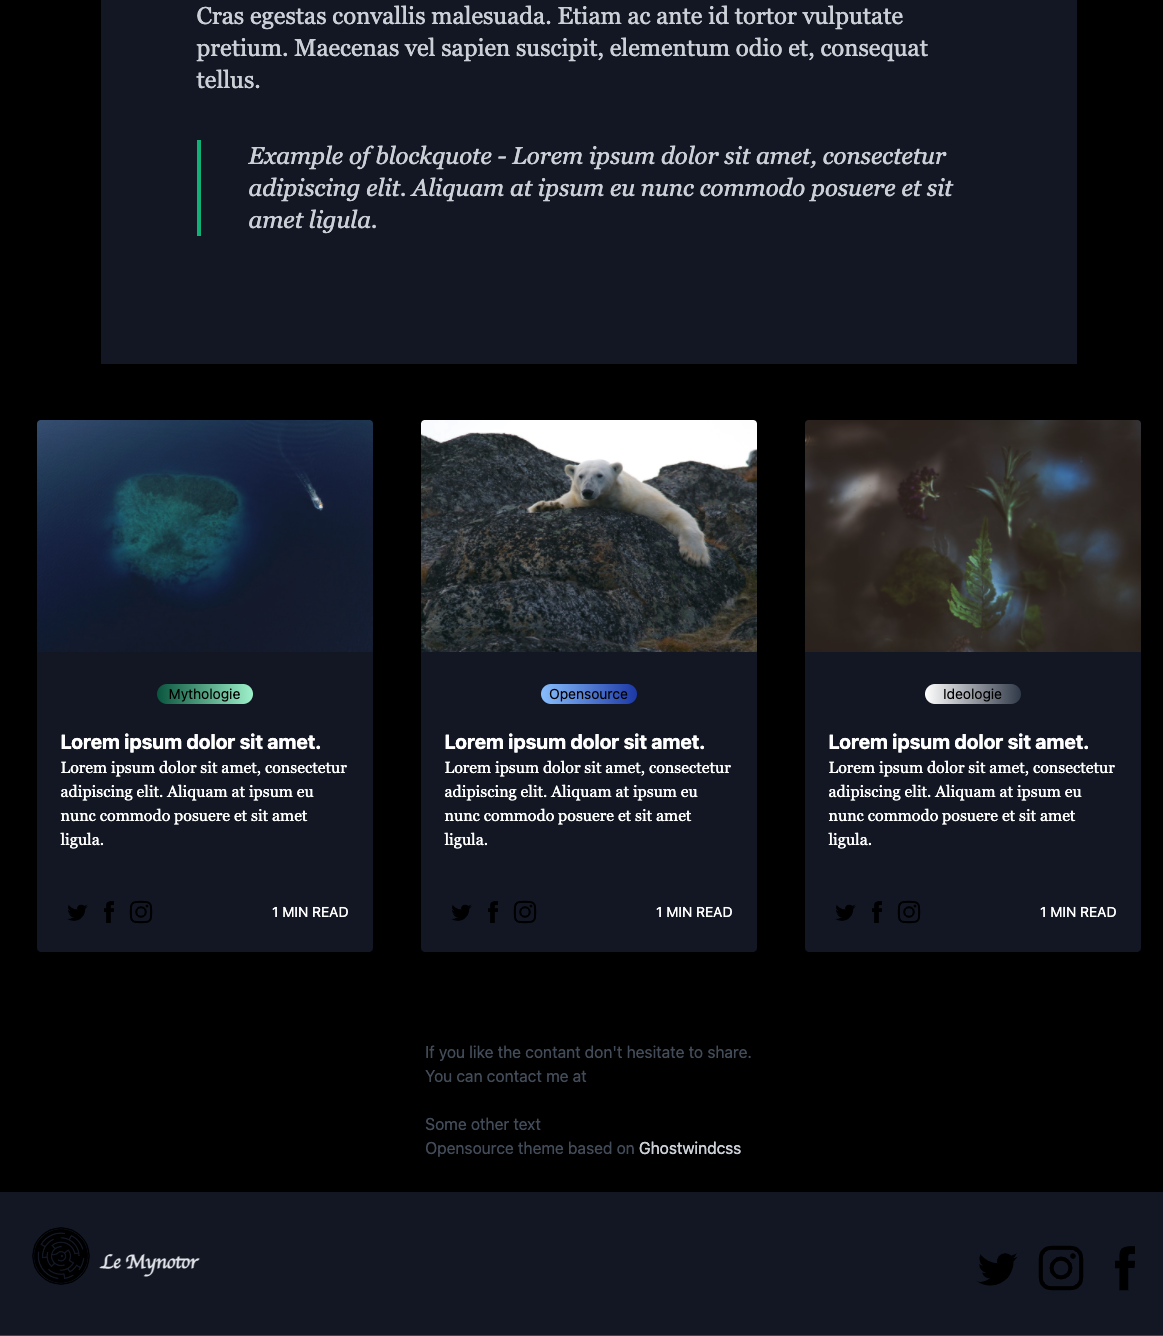 Cras egestas convallis malesuada. Etiam ac ante id tortor vulputate
pretium. Maecenas vel sapien suscipit, elementum odio et, consequat
tellus.
Example of blockquote - Lorem ipsum dolor sit amet, consectetur
adipiscing elit. Aliquam at ipsum eu nunc commodo posuere et sit
amet ligula.
Mythologie
Lorem ipsum dolor sit amet.
Lorem ipsum dolor sit amet, consectetur
adipiscing elit. Aliquam at ipsum eu
nunc commodo posuere et sit amet
ligula.
1 MIN READ
Opensource
Lorem ipsum dolor sit amet.
Lorem ipsum dolor sit amet, consectetur
adipiscing elit. Aliquam at ipsum eu
nunc commodo posuere et sit amet
ligula.
1 MIN READ
Ideologie
Lorem ipsum dolor sit amet.
Lorem ipsum dolor sit amet, consectetur
adipiscing elit. Aliquam at ipsum eu
nunc commodo posuere et sit amet
ligula.
1 MIN READ
If you like the contant don't hesitate to share.
You can contact me at
Some other text
Opensource theme based on Ghostwindcss
Le Mynotor